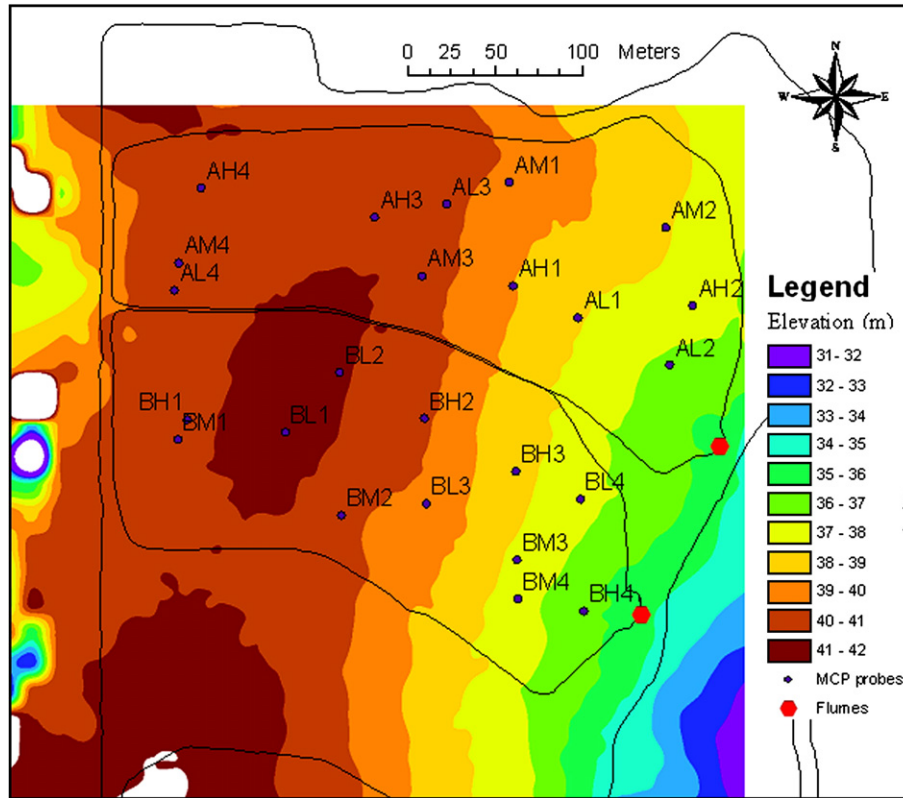 0 25 50 100 Meters
N
W E
S
AH4
AM1
AL3
AH3
AM2
AM4
AM3
AL4
AH1
AH2
AL1
AL2
BL2
BH1
BH2
BM1
BL1
BH3
BL3
BL4
BM2
BM3
BM4
BH4
Legend
Elevation (m)
31 - 32
32 - 33
33 - 34
34 - 35
35 - 36
36 - 37
37 - 38
38 - 39
39 - 40
40 - 41
41 - 42
MCP probes
Flumes